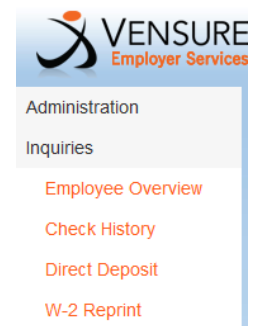 VENSURE
Employer Services
Administration
Inquiries
Employee Overview
Check History
Direct Deposit
W-2 Reprint